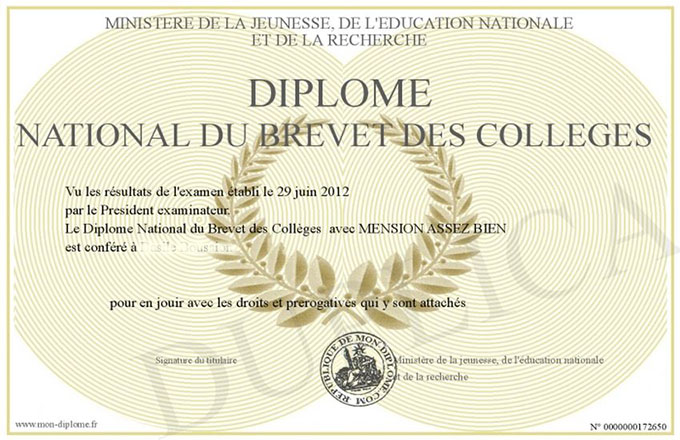 MINISTERE DE LA JEUNESSE, DE L'EDUCATION NATIONALE
ET DE LA RECHERCHE
DIPLOME
NATIONAL DU BREVET DES COLLEGES
Vu les résultats de l'examen établi le 29 juin 2012
par le President examinateur.
Le Diplome National du Brevet des Collèges avec MENSION ASSEZ BIEN
est conféré à
pour en jouir avec les droits et prerogatives qui y sont attachés
Signature du titulaire
Ministère de la jeunesse, de l'éducation nationale
et de la recherche
REPUBLIQUE DE MON-DIPLOME.COM
www.mon-diplome.fr
N° 0000000172650
DUPLICA